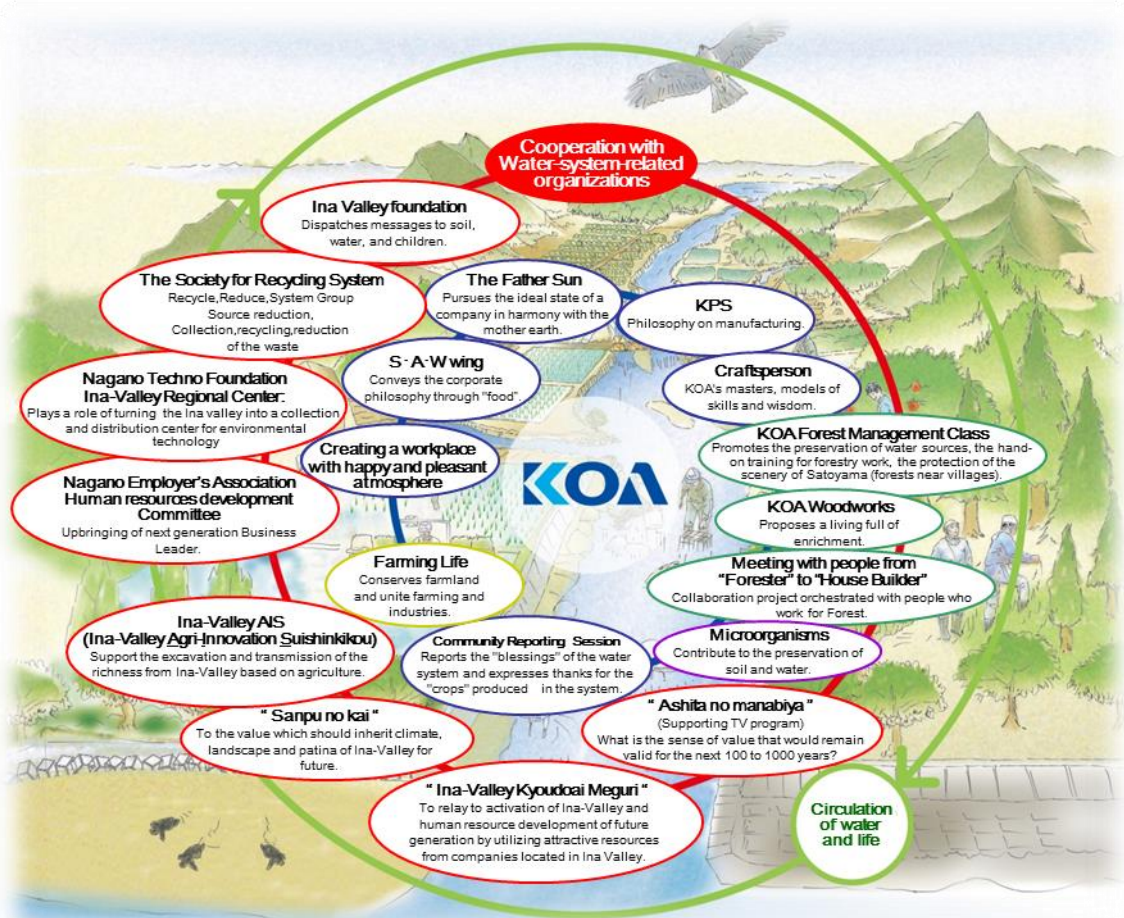 Cooperation with
Water-system-related
organizations
Ina Valley foundation
Dispatches messages to soil,
water, and children.
The Society for Recycling System
Recycle,Reduce,System Group
Source reduction,
Collection,recycling,reduction
of the waste
The Father Sun
Pursues the ideal state of a
company in harmony with the
mother earth.
KPS
Philosophy on manufacturing.
S・A・W wing
Conveys the corporate
philosophy through "food".
Craftsperson
KOA's masters, models of
skills and wisdom.
Nagano Techno Foundation
Ina-Valley Regional Center:
Plays a role of turning the Ina valley into a collection
and distribution center for environmental
technology
KOA Forest Management Class
Promotes the preservation of water sources, the hand-
on training for forestry work, the protection of the
scenery of Satoyama (forests near villages).
Creating a workplace
with happy and pleasant
atmosphere
KOA
Nagano Employer's Association
Human resources development
Committee
Upbringing of next generation Business
Leader.
KOA Woodworks
Proposes a living full of
enrichment.
Farming Life
Conserves farmland
and unite farming and
industries.
Meeting with people from
"Forester" to "House Builder"
Collaboration project orchestrated with people who
work for Forest.
Ina-Valley AIS
(Ina-Valley Agri-Innovation Suishinkikou)
Support the excavation and transmission of the
richness from Ina-Valley based on agriculture.
Community Reporting Session
Reports the "blessings" of the water
system and expresses thanks for the
"crops" produced in the system.
Microorganisms
Contribute to the preservation of
soil and water.
" Sanpu no kai "
To the value which should inherit climate,
landscape and patina of Ina-Valley for
future.
" Ashita no manabiya "
(Supporting TV program)
What is the sense of value that would remain
valid for the next 100 to 1000 years?
" Ina-Valley Kyoudoai Meguri "
To relay to activation of Ina-Valley and
human resource development of future
generation by utilizing attractive resources
from companies located in Ina Valley.
Circulation
of water
and life